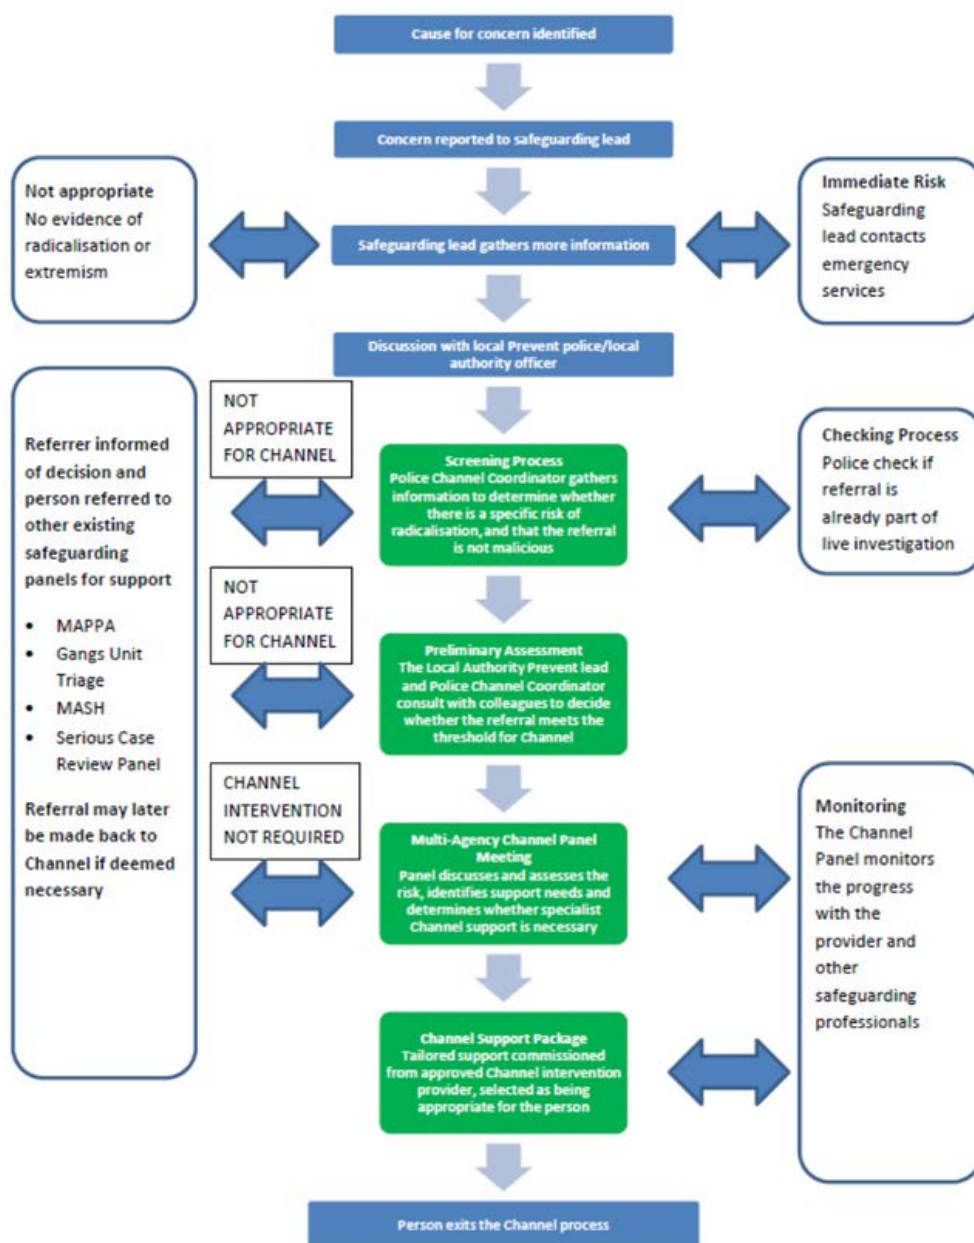 Cause for concern identified
Concern reported to safeguarding lead
Not appropriate
No evidence of
radicalisation or
extremism
Safeguarding lead gathers more information
Immediate Risk
Safeguarding
lead contacts
emergency
services
Discussion with local Prevent police/local
authority officer
Referrer informed
of decision and
person referred to
other existing
safeguarding
panels for support
• MAPPA
• Gangs Unit
Triage
• MASH
• Serious Case
Review Panel
Referral may later
be made back to
Channel if deemed
necessary
NOT
APPROPRIATE
FOR CHANNEL
Screening Process
Police Channel Coordinator gathers
information to determine whether
there is a specific risk of
radicalisation, and that the referral
is not malicious
Checking Process
Police check if
referral is
already part of
live investigation
NOT
APPROPRIATE
FOR CHANNEL
Preliminary Assessment
The Local Authority Prevent lead
and Police Channel Coordinator
consult with colleagues to decide
whether the referral meets the
threshold for Channel
CHANNEL
INTERVENTION
NOT REQUIRED
Multi-Agency Channel Panel
Meeting
Panel discusses and assesses the
risk, identifies support needs and
determines whether specialist
Channel support is necessary
Monitoring
The Channel
Panel monitors
the progress
with the
provider and
other
safeguarding
professionals
Channel Support Package
Tailored support commissioned
from approved Channel intervention
provider, selected as being
appropriate for the person
Person exits the Channel process